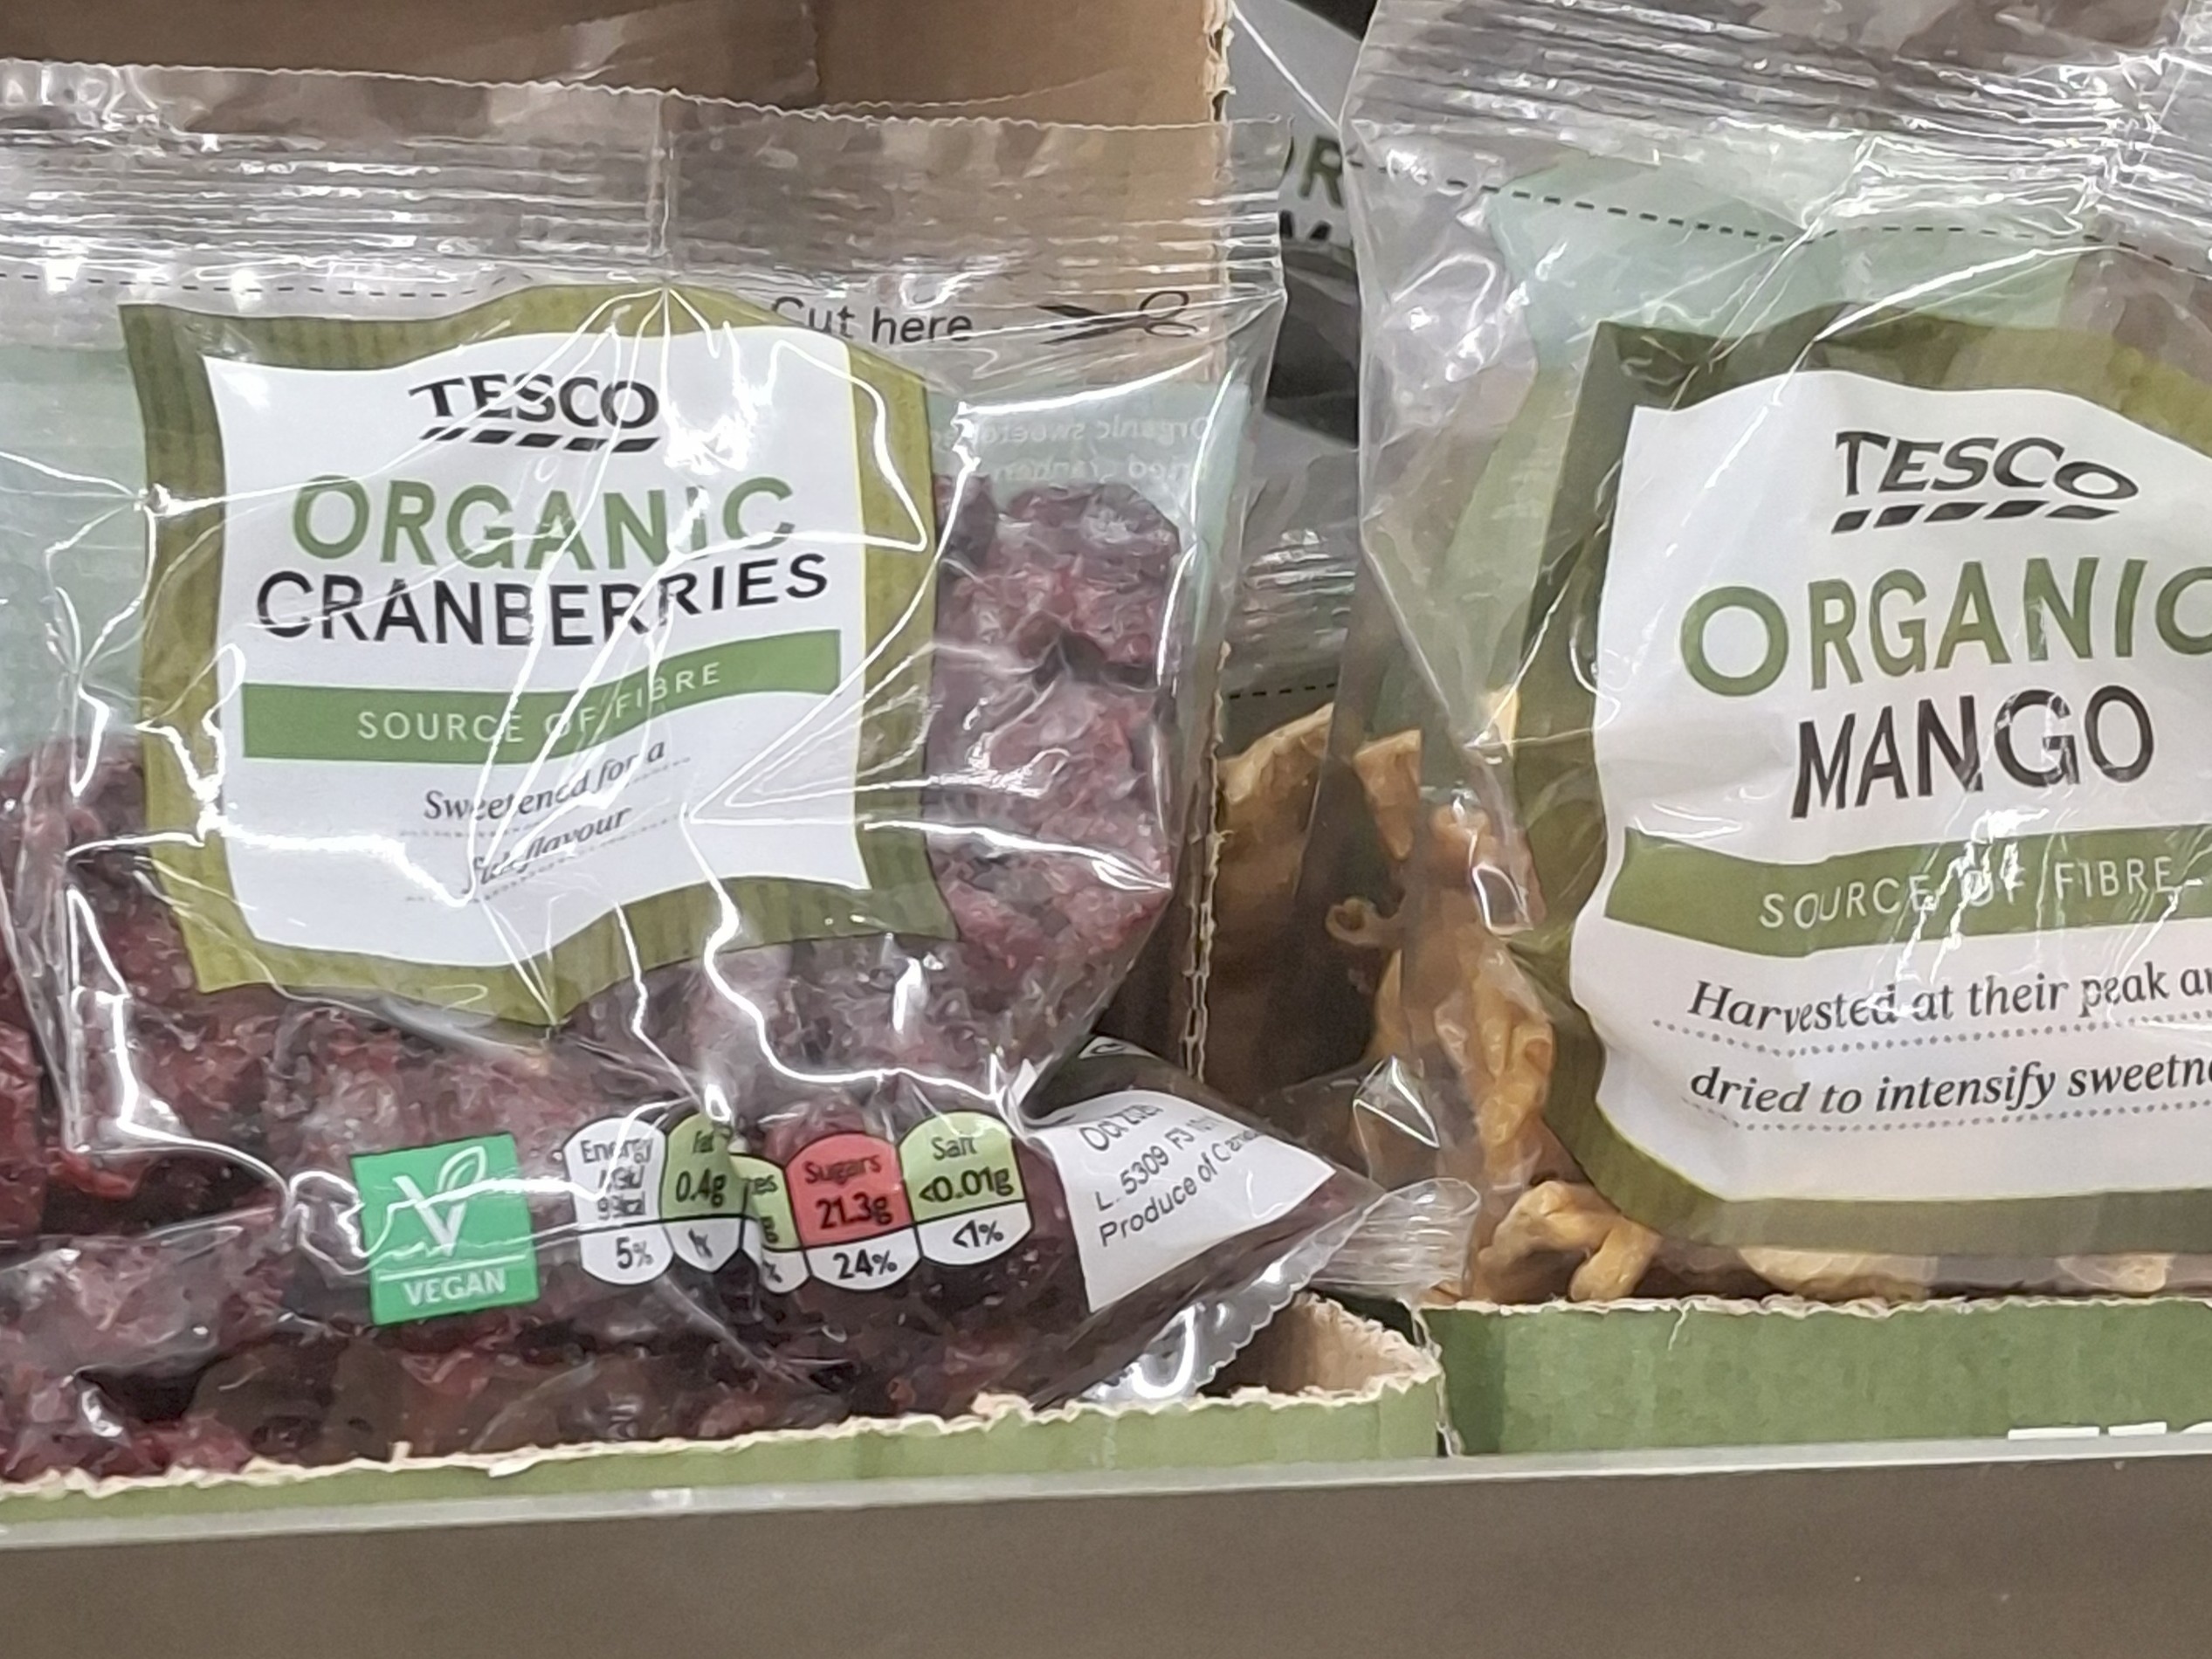 Cut here
TESCO
ORGANIC
CRANBERRIES
SOURCE OF FIBRE
Sweetened for a
flavour
VEGAN
Energy
5%
fat
0.4g
Sugars
21.3g
24%
Salt
<0.01g
<1%
L. 5309
Produce of
TESCO
ORGANIC
MANGO
SOURCE OF FIBRE
Harvested at their peak
dried to intensify